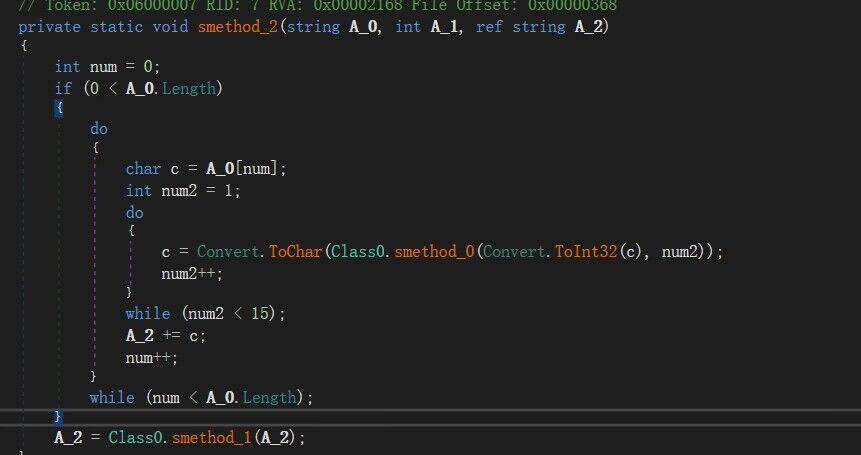 // Token: 0x06000007 RID: 7 RVA: 0x00002168 File Offset: 0x00000368
private static void smethod_2(string A_0, int A_1, ref string A_2)
{
int num = 0;
if (0 < A_0.Length)
{
do
{
char c = A_0[num];
int num2 = 1;
do
{
c = Convert.ToChar(Class0.smethod_0(Convert.ToInt32(c), num2));
num2++;
}
while (num2 < 15);
A_2 += c;
num++;
}
while (num < A_0.Length);
}
A_2 = Class0.smethod_1(A_2);
}